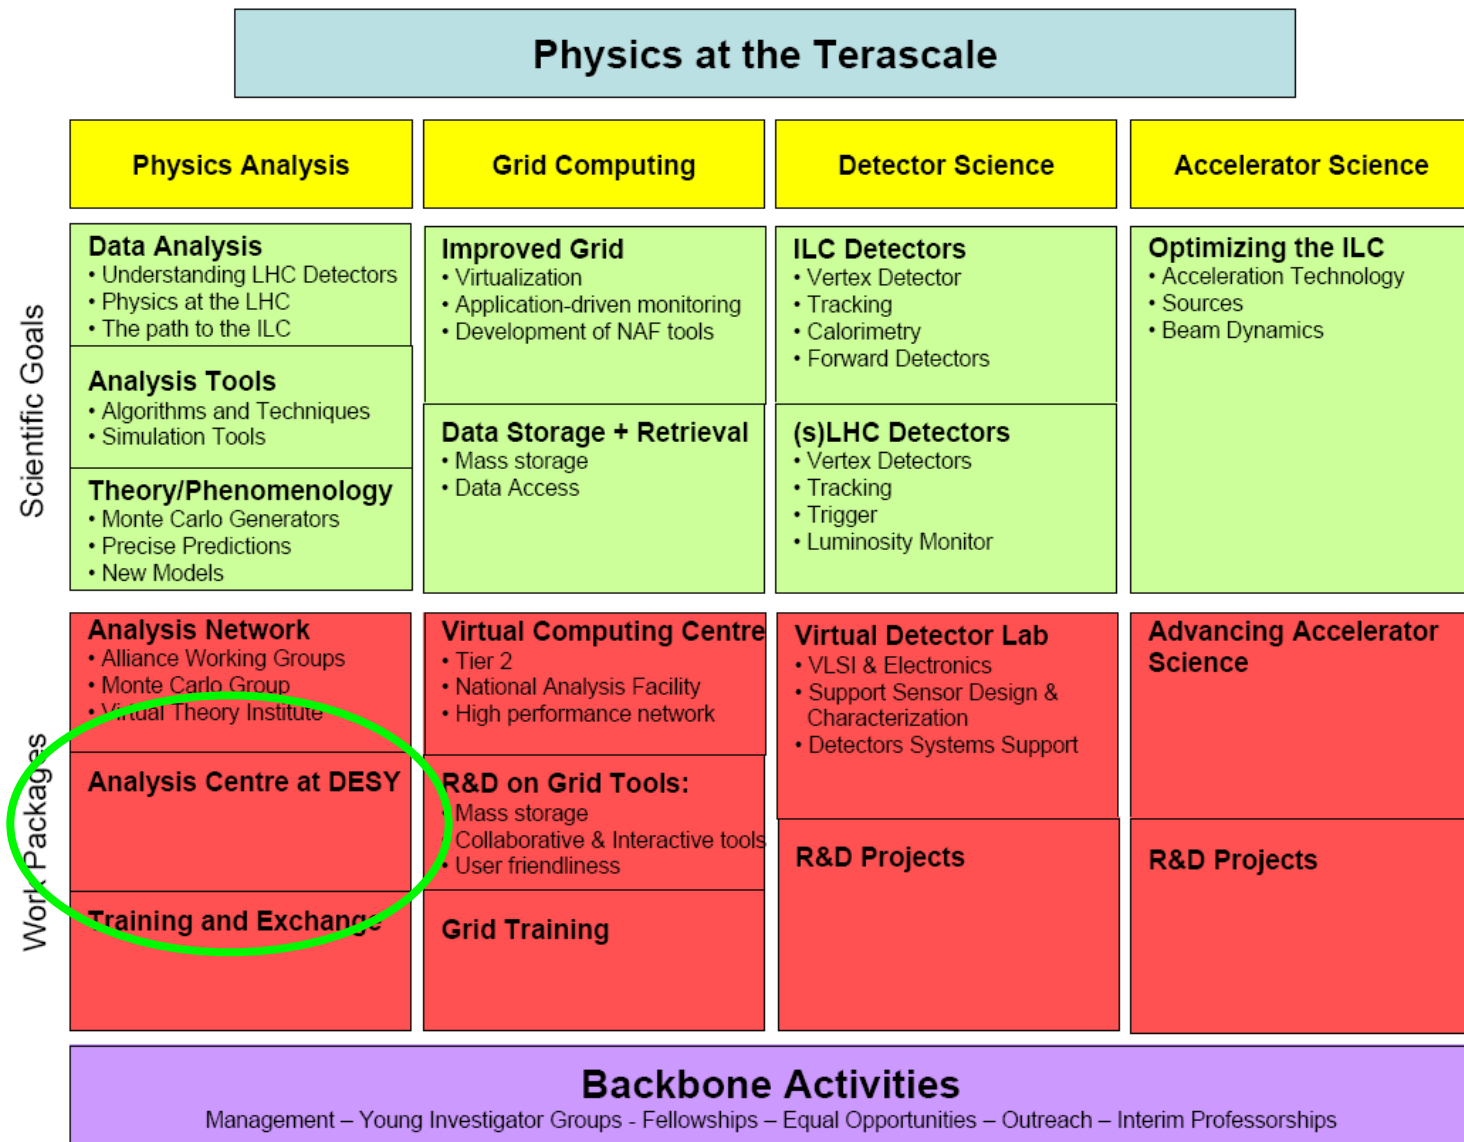 Physics at the Terascale
Physics Analysis
Grid Computing
Detector Science
Accelerator Science
Scientific Goals
Data Analysis
• Understanding LHC Detectors
• Physics at the LHC
• The path to the ILC
Analysis Tools
• Algorithms and Techniques
• Simulation Tools
Theory/Phenomenology
• Monte Carlo Generators
• Precise Predictions
• New Models
Improved Grid
• Virtualization
• Application-driven monitoring
• Development of NAF tools
Data Storage + Retrieval
• Mass storage
• Data Access
ILC Detectors
• Vertex Detector
• Tracking
• Calorimetry
• Forward Detectors
(s)LHC Detectors
• Vertex Detectors
• Tracking
• Trigger
• Luminosity Monitor
Optimizing the ILC
• Acceleration Technology
• Sources
• Beam Dynamics
Work Packages
Analysis Network
• Alliance Working Groups
• Monte Carlo Group
• Virtual Theory Institute
Analysis Centre at DESY
Training and Exchange
Virtual Computing Centre
• Tier 2
• National Analysis Facility
• High performance network
R&D on Grid Tools:
• Mass storage
• Collaborative & Interactive tools
• User friendliness
Grid Training
Virtual Detector Lab
• VLSI & Electronics
• Support Sensor Design &
Characterization
• Detectors Systems Support
R&D Projects
Advancing Accelerator
Science
R&D Projects
Backbone Activities
Management – Young Investigator Groups - Fellowships – Equal Opportunities – Outreach – Interim Professorships